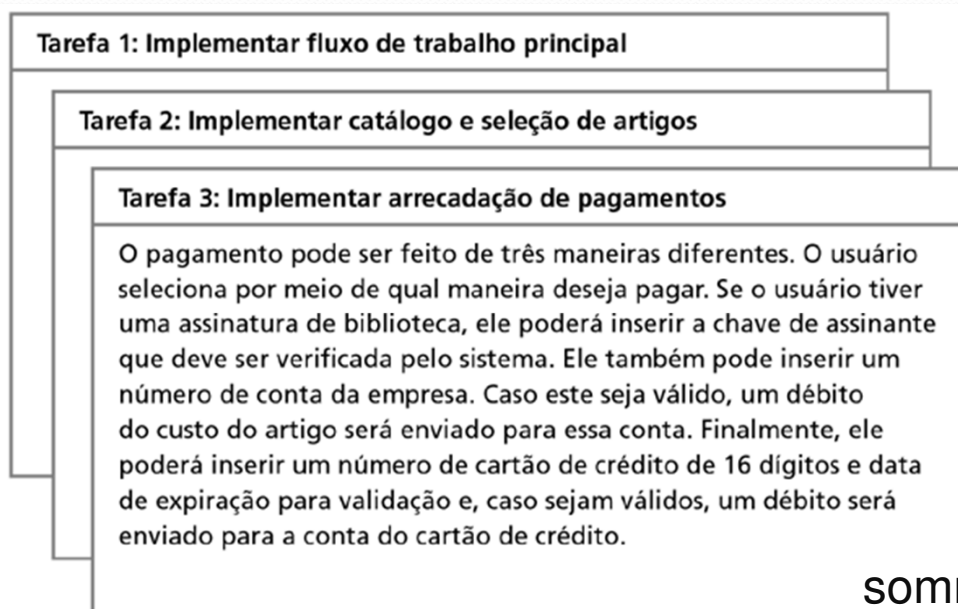 Tarefa 1: Implementar fluxo de trabalho principal
Tarefa 2: Implementar catálogo e seleção de artigos
Tarefa 3: Implementar arrecadação de pagamentos
O pagamento pode ser feito de três maneiras diferentes. O usuário
seleciona por meio de qual maneira deseja pagar. Se o usuário tiver
uma assinatura de biblioteca, ele poderá inserir a chave de assinante
que deve ser verificada pelo sistema. Ele também pode inserir um
número de conta da empresa. Caso este seja válido, um débito
do custo do artigo será enviado para essa conta. Finalmente, ele
poderá inserir um número de cartão de crédito de 16 dígitos e data
de expiração para validação e, caso sejam válidos, um débito será
enviado para a conta do cartão de crédito.